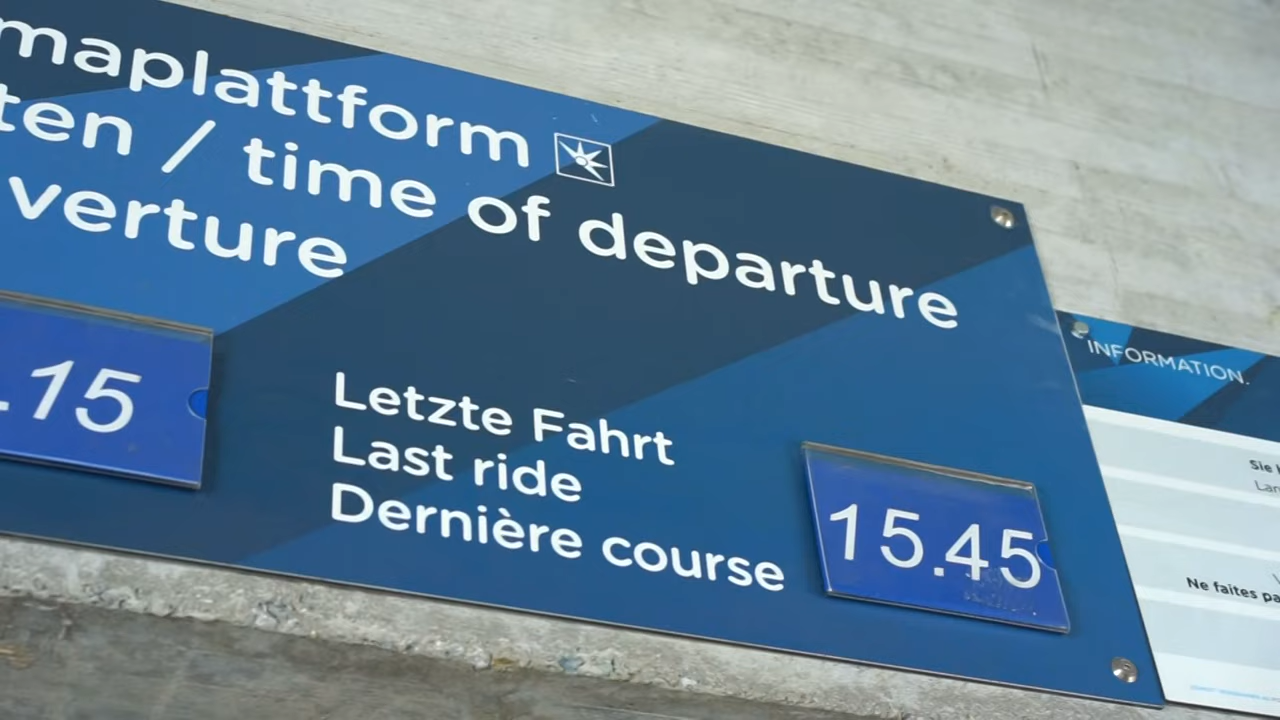 maplattform
ten / time of departure
verture
.15
Letzte Fahrt
Last ride
Dernière course
15.45
INFORMATION.
Sie
Ne faites pa